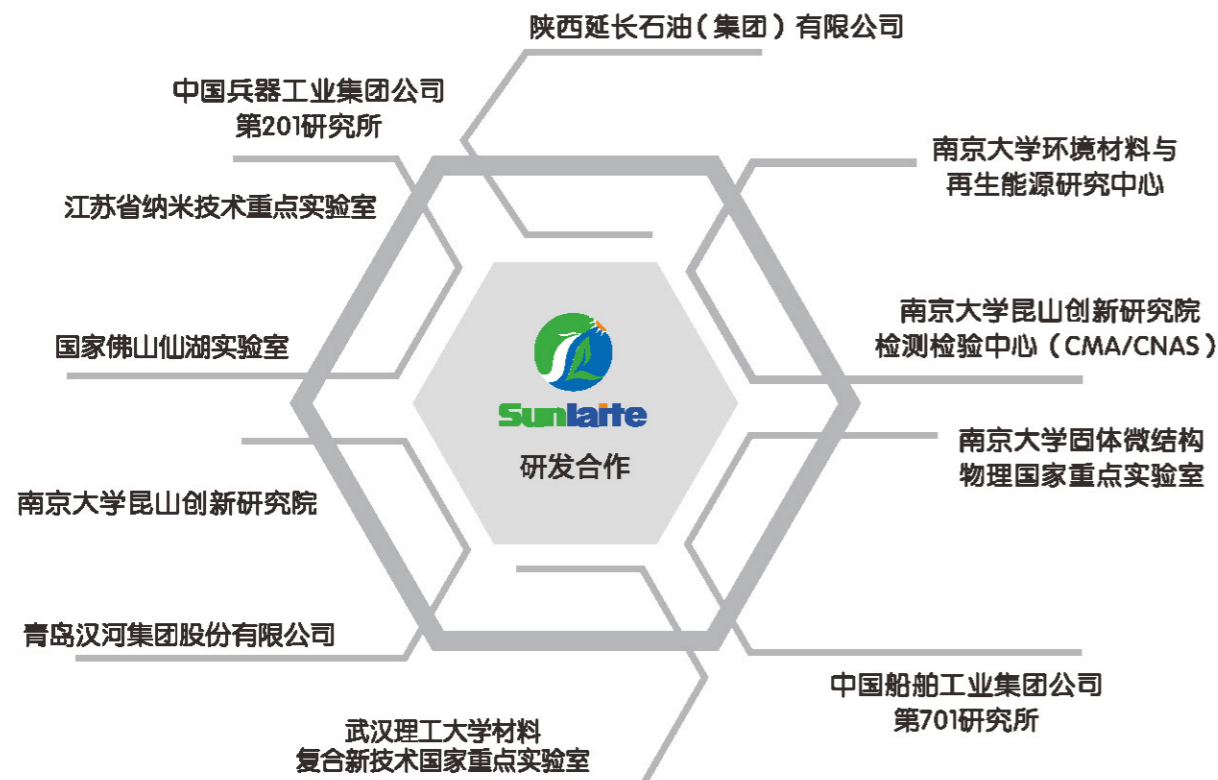 陕西延长石油（集团）有限公司
中国兵器工业集团公司
第201研究所
南京大学环境材料与
再生能源研究中心
江苏省纳米技术重点实验室
南京大学昆山创新研究院
检测检验中心（CMA/CNAS）
国家佛山仙湖实验室
Sunlaite
研发合作
南京大学固体微结构
物理国家重点实验室
南京大学昆山创新研究院
青岛汉河集团股份有限公司
中国船舶工业集团公司
第701研究所
武汉理工大学材料
复合新技术国家重点实验室